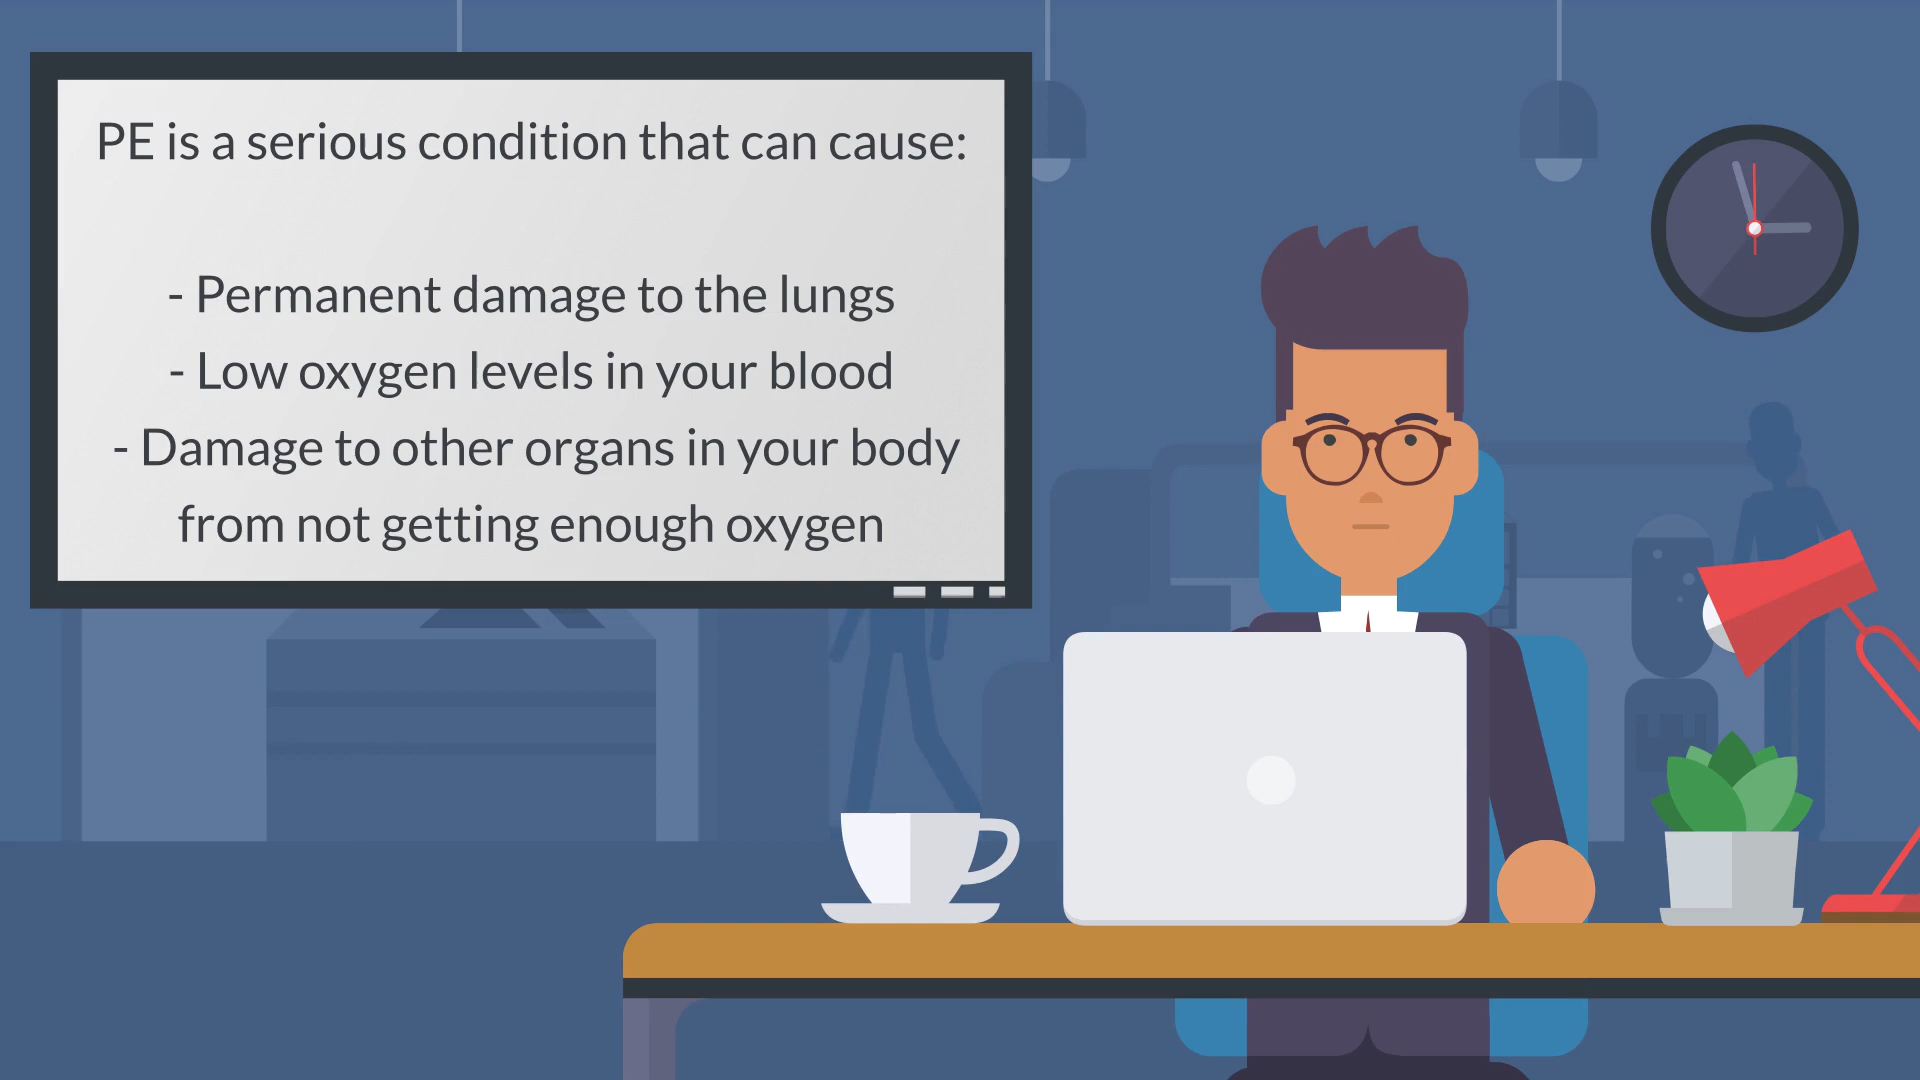 PE is a serious condition that can cause:
- Permanent damage to the lungs
- Low oxygen levels in your blood
- Damage to other organs in your body
from not getting enough oxygen